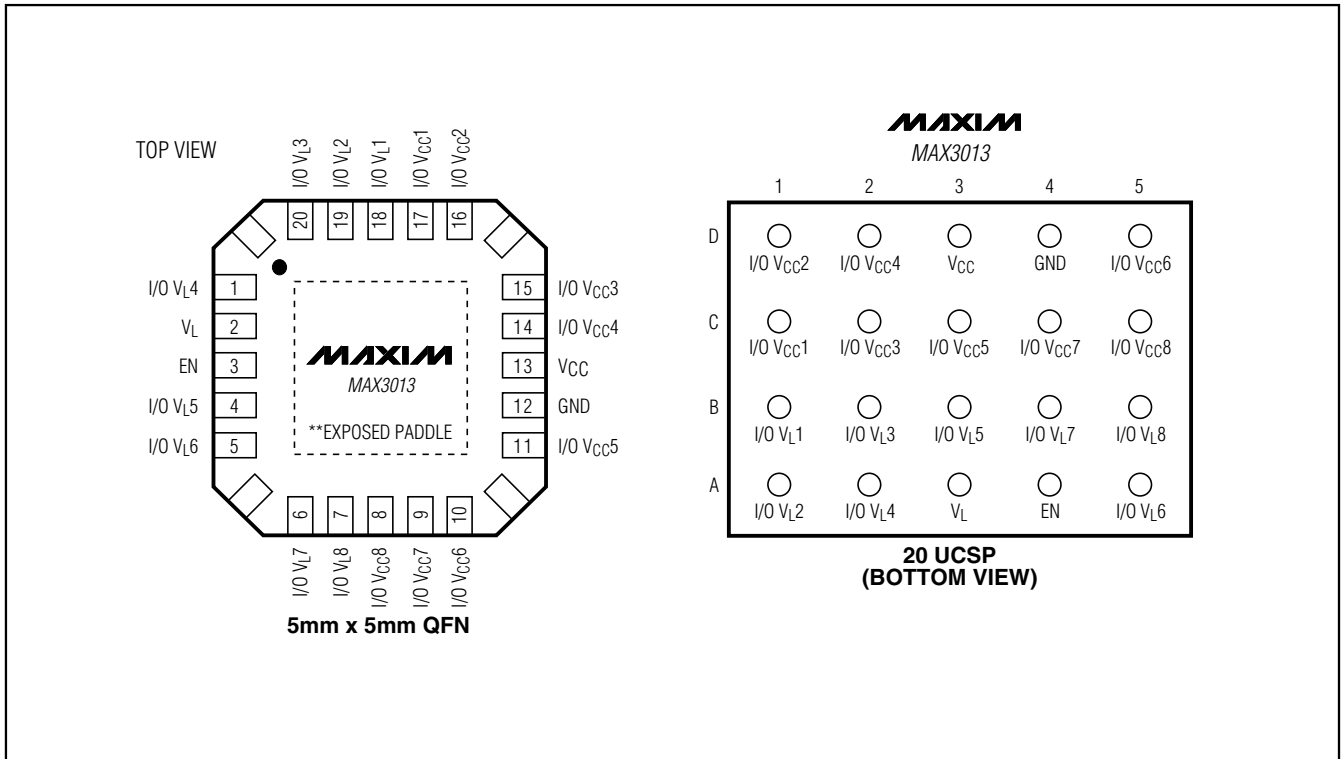 TOP VIEW
I/O VL3
I/O VL2
I/O VL1
I/O VCC1
I/O VCC2
20
19
18
17
16
I/O VL4 1
VL 2
EN 3
I/O VL5 4
I/O VL6 5
15 I/O VCC3
14 I/O VCC4
13 VCC
12 GND
11 I/O VCC5
MAXIM
MAX3013
**EXPOSED PADDLE
6
7
8
9
10
I/O VL7
I/O VL8
I/O VCC8
I/O VCC7
I/O VCC6
5mm x 5mm QFN
MAXIM
MAX3013
1 2 3 4 5
D
I/O VCC2 I/O VCC4 VCC GND I/O VCC6
C
I/O VCC1 I/O VCC3 I/O VCC5 I/O VCC7 I/O VCC8
B
I/O VL1 I/O VL3 I/O VL5 I/O VL7 I/O VL8
A
I/O VL2 I/O VL4 VL EN I/O VL6
20 UCSP
(BOTTOM VIEW)